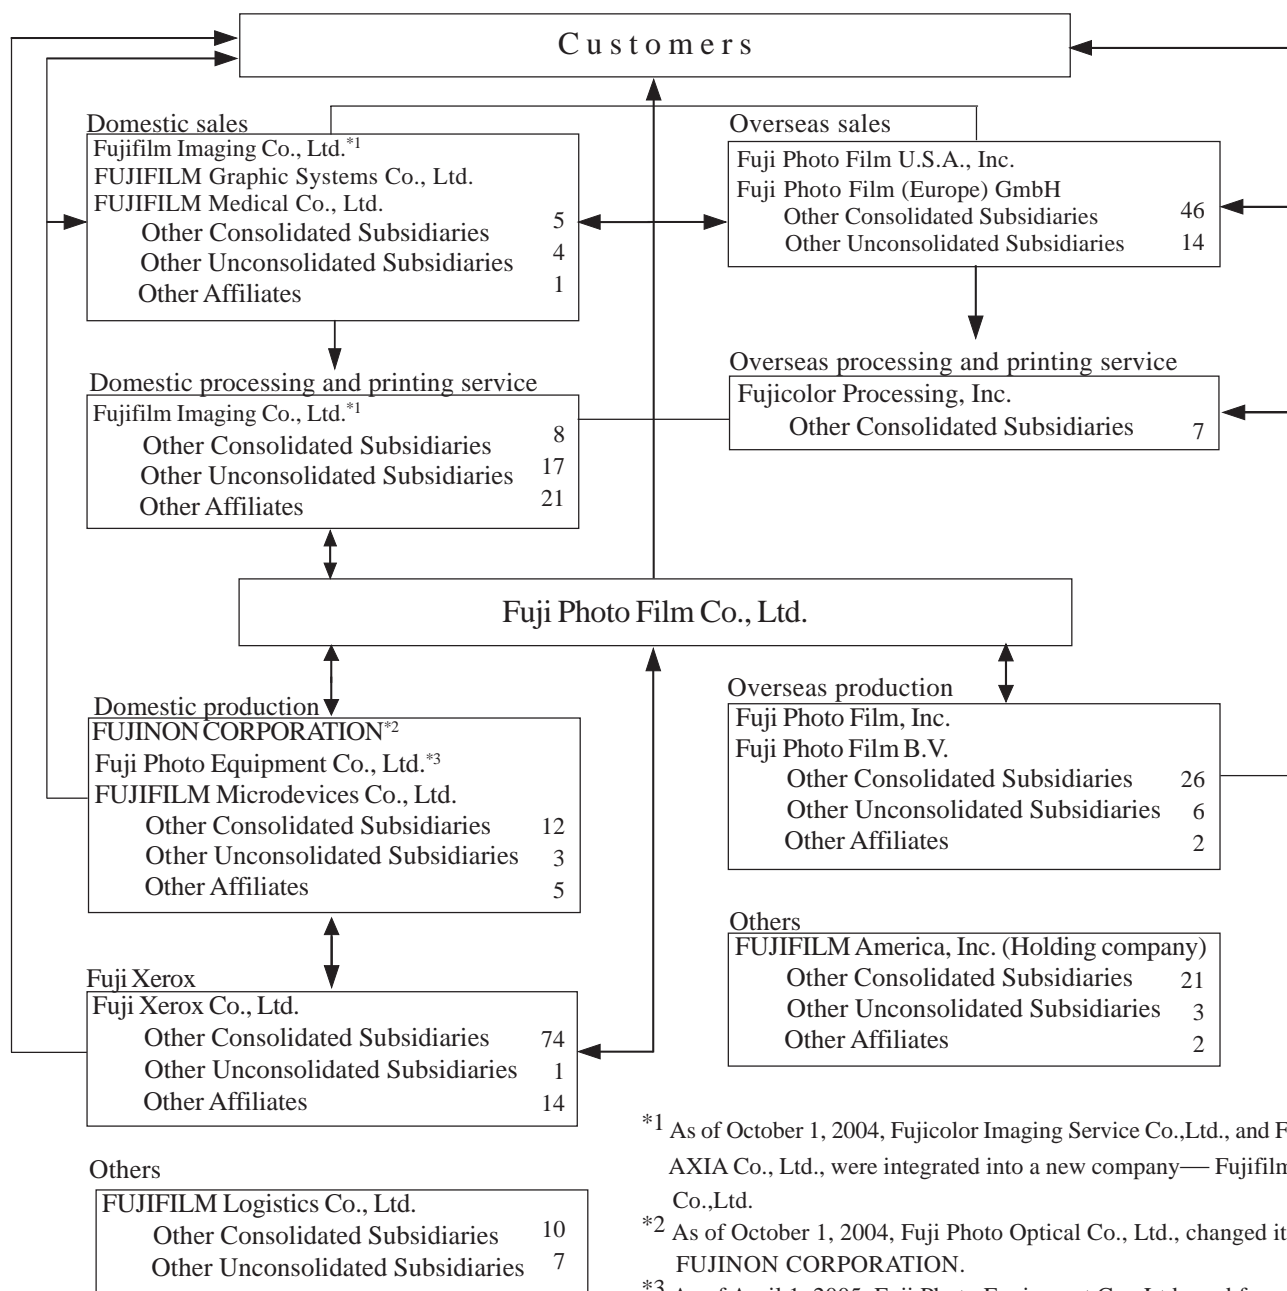 Customers
Domestic sales
Fujifilm Imaging Co., Ltd.*1
FUJIFILM Graphic Systems Co., Ltd.
FUJIFILM Medical Co., Ltd.
Other Consolidated Subsidiaries 5
Other Unconsolidated Subsidiaries 4
Other Affiliates 1
Overseas sales
Fuji Photo Film U.S.A., Inc.
Fuji Photo Film (Europe) GmbH
Other Consolidated Subsidiaries 46
Other Unconsolidated Subsidiaries 14
Domestic processing and printing service
Fujifilm Imaging Co., Ltd.*1
Other Consolidated Subsidiaries 8
Other Unconsolidated Subsidiaries 17
Other Affiliates 21
Overseas processing and printing service
Fujicolor Processing, Inc.
Other Consolidated Subsidiaries 7
Fuji Photo Film Co., Ltd.
Domestic production
FUJINON CORPORATION*2
Fuji Photo Equipment Co., Ltd.*3
FUJIFILM Microdevices Co., Ltd.
Other Consolidated Subsidiaries 12
Other Unconsolidated Subsidiaries 3
Other Affiliates 5
Overseas production
Fuji Photo Film, Inc.
Fuji Photo Film B.V.
Other Consolidated Subsidiaries 26
Other Unconsolidated Subsidiaries 6
Other Affiliates 2
Fuji Xerox
Fuji Xerox Co., Ltd.
Other Consolidated Subsidiaries 74
Other Unconsolidated Subsidiaries 1
Other Affiliates 14
Others
FUJIFILM America, Inc. (Holding company)
Other Consolidated Subsidiaries 21
Other Unconsolidated Subsidiaries 3
Other Affiliates 2
Others
FUJIFILM Logistics Co., Ltd.
Other Consolidated Subsidiaries 10
Other Unconsolidated Subsidiaries 7
*1 As of October 1, 2004, Fujicolor Imaging Service Co.,Ltd., and F
AXIA Co., Ltd., were integrated into a new company— Fujifilm
Co.,Ltd.
*2 As of October 1, 2004, Fuji Photo Optical Co., Ltd., changed it
FUJINON CORPORATION.
*3